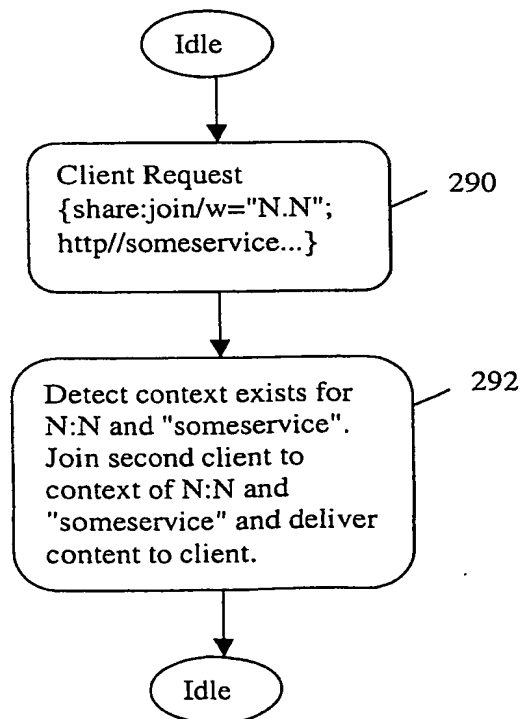 Idle
Client Request
{share:join/w="N.N";
http//someservice...}
290
Detect context exists for
N:N and "someservice".
Join second client to
context of N:N and
"someservice" and deliver
content to client.
292
Idle